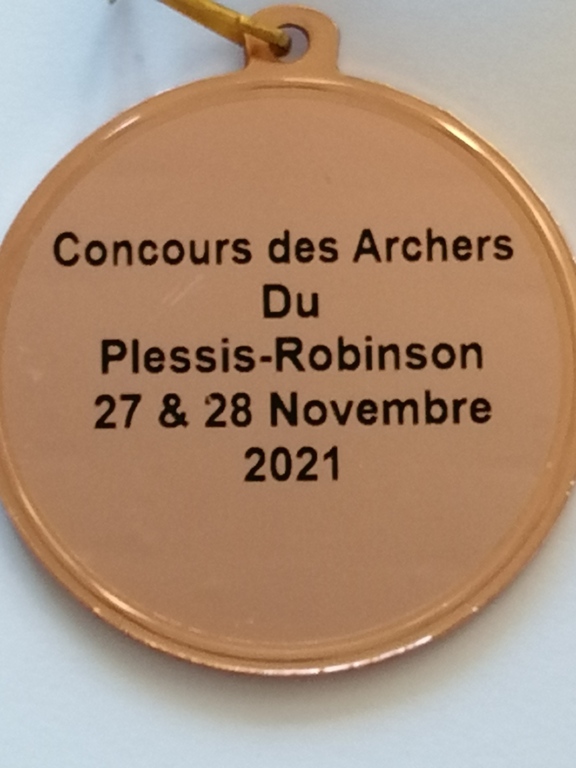 Concours des Archers
Du
Plessis-Robinson
27 & 28 Novembre
2021